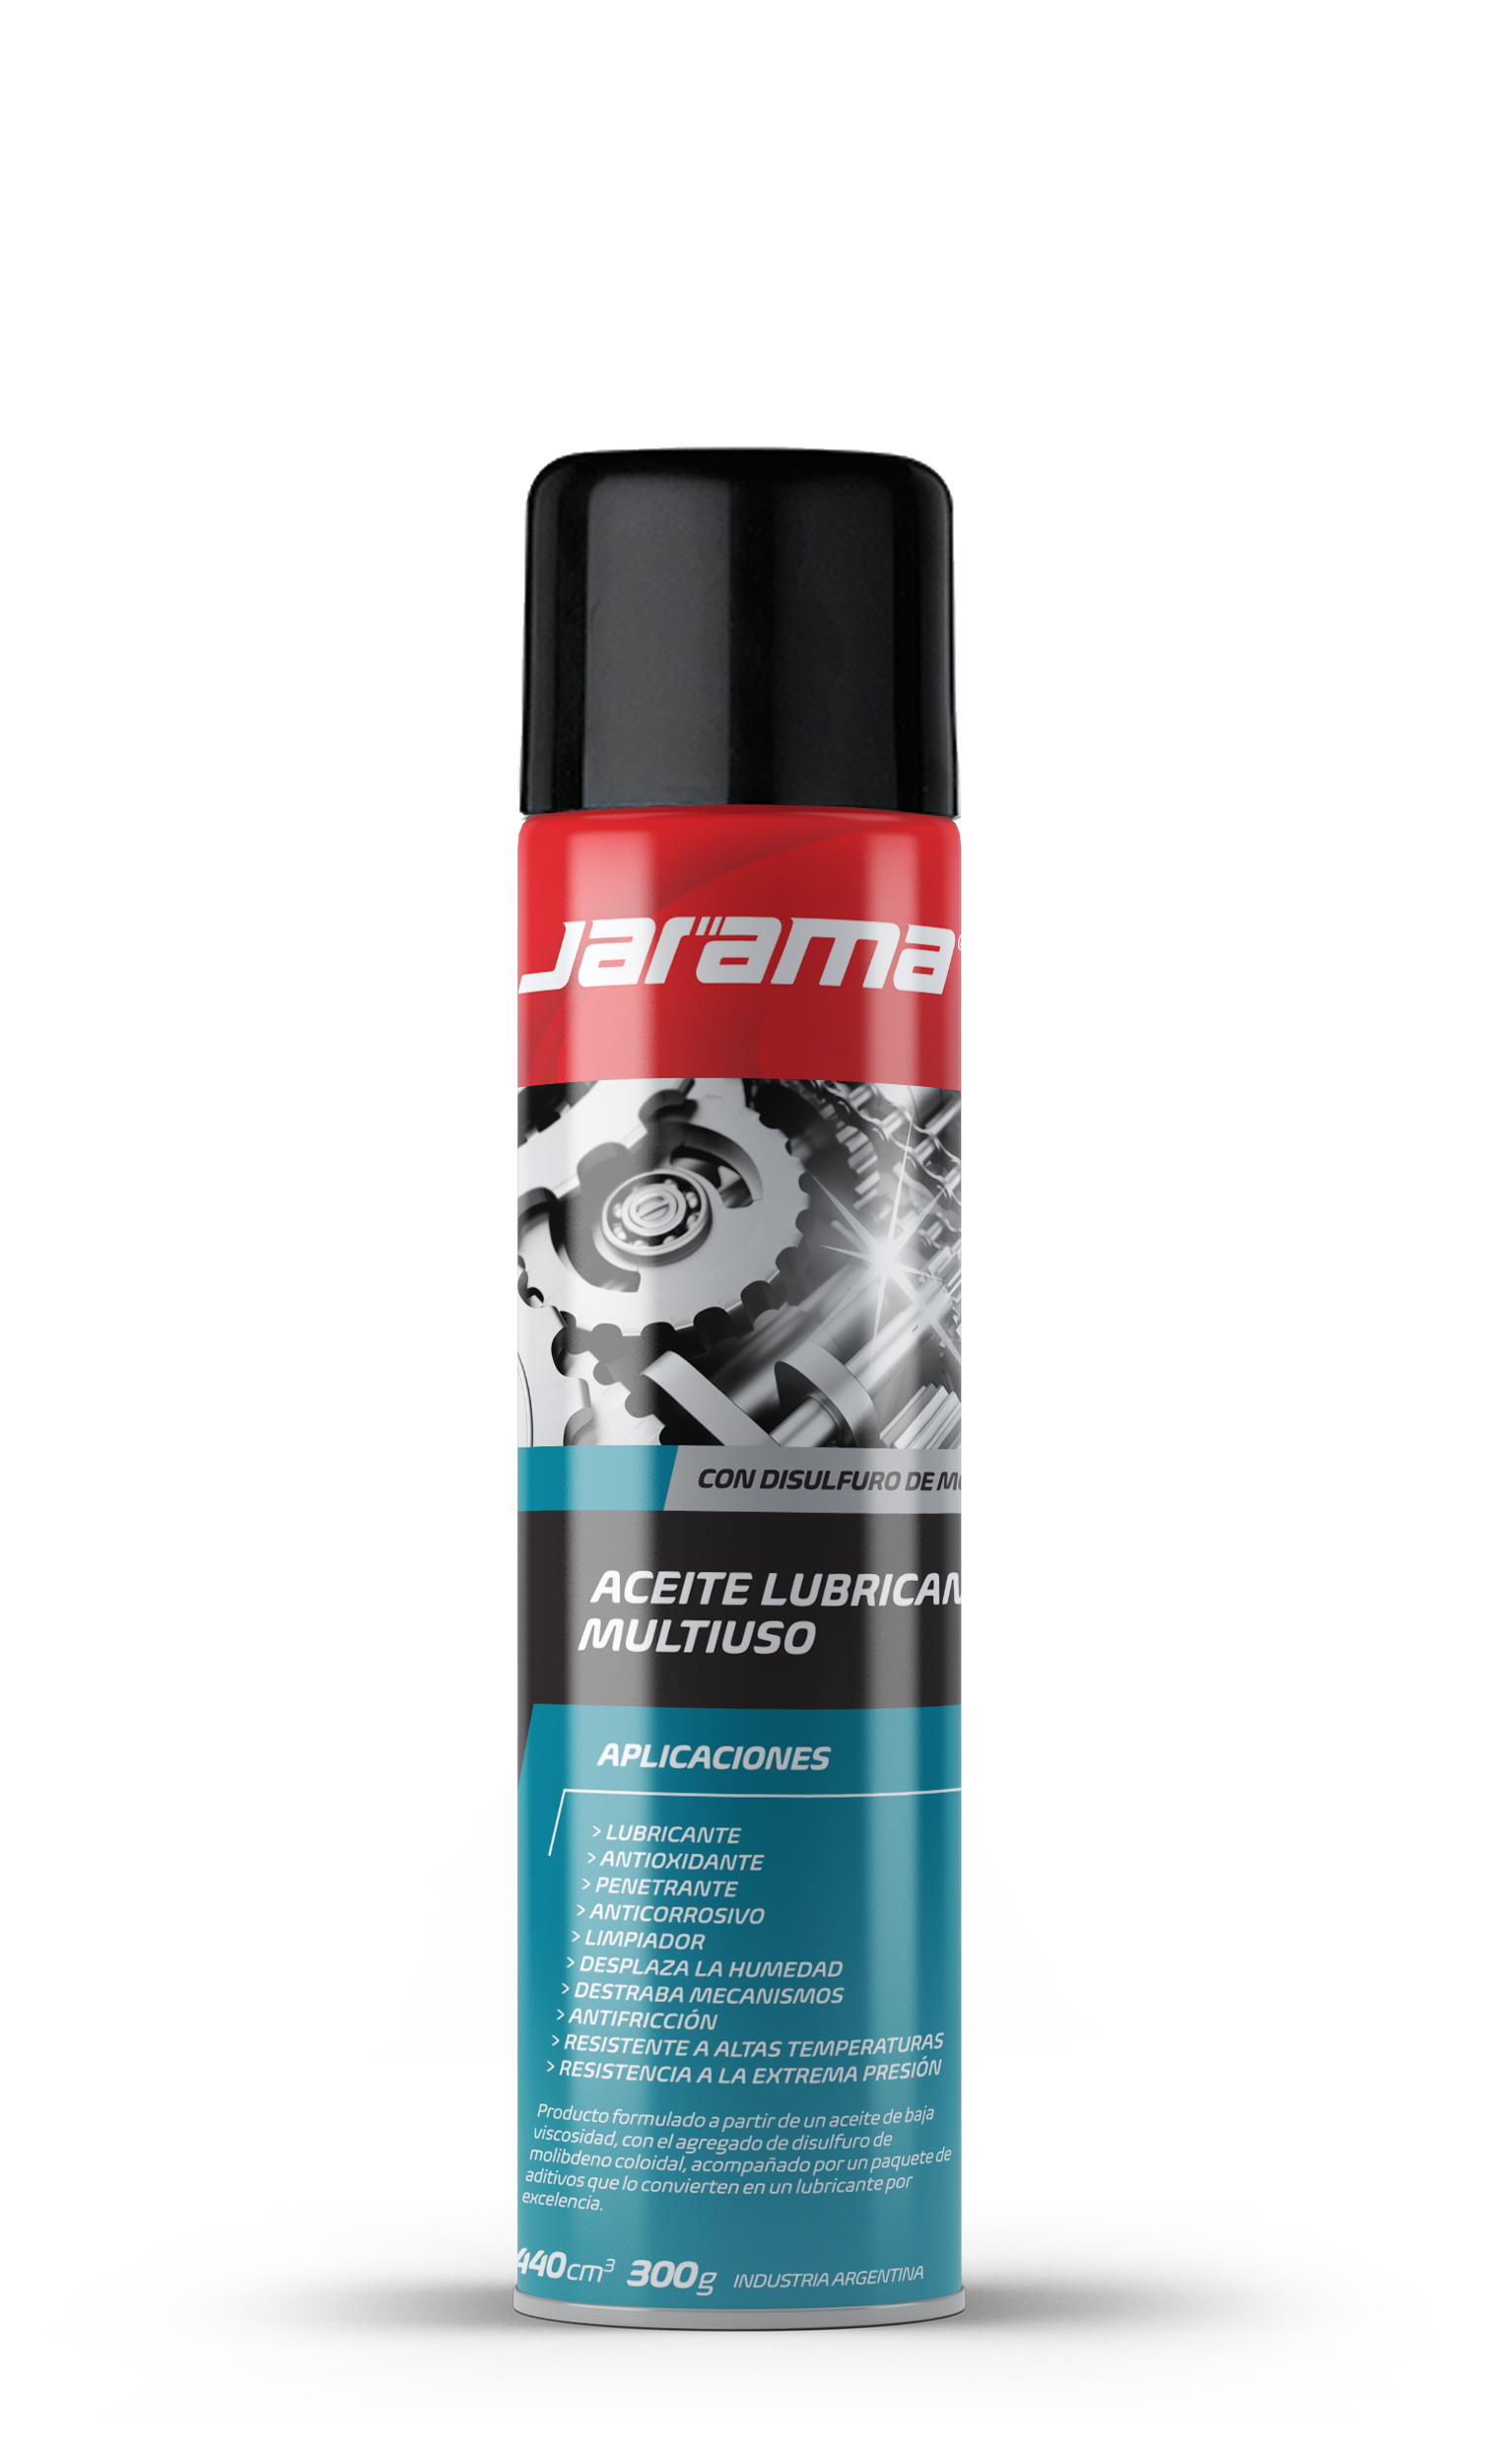 Jarama
CON DISULFURO DE
ACEITE
MULTIUSO
APLICACIONES
> LUBRICANTE
> ANTIOXIDANTE
> PENETRANTE
> ANTICORROSIVO
> LIMPIADOR
> DESPLAZA LA HUMEDAD
> DESTRABA MECANISMOS
> ANTIFRICCIÓN
> RESISTENTE A ALTAS TEMPERATURAS
> RESISTENCIA A LA EXTREMA PRESIÓN
Producto formulado a partir de un aceite de baja
viscosidad, con el agregado de disulfuro de
molibdeno coloidal, acompañado por un paquete de
aditivos que lo convierten en un lubricante por
excelencia.
440cm³ 300g INDUSTRIA ARGENTINA